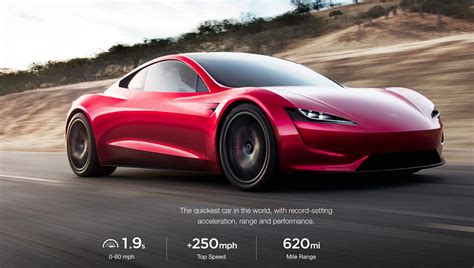 The quickest car in the world, with record-setting
acceleration, range and performance.
1.9s
0-60 mph
+250mph
Top Speed
620mi
Mile Range